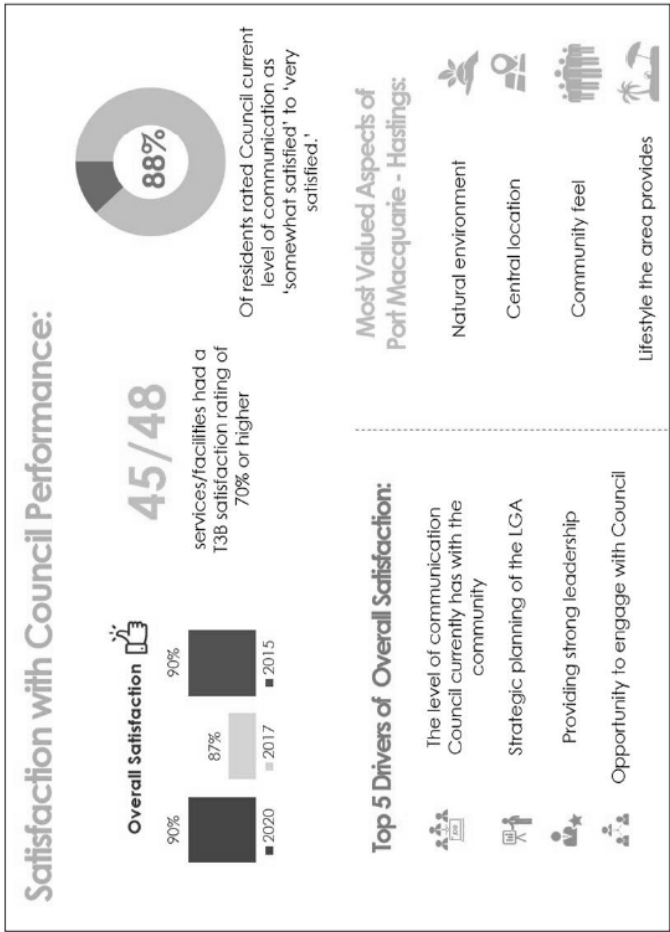 Satisfaction with Council Performance:
Overall Satisfaction
90%
87%
90%
2020
2017
2015
45/48
services/facilities had a
T3B satisfaction rating of
70% or higher
88%
Of residents rated Council current
level of communication as
‘somewhat satisfied’ to ‘very
satisfied.’
Top 5 Drivers of Overall Satisfaction:
The level of communication
Council currently has with the
community
Strategic planning of the LGA
Providing strong leadership
Opportunity to engage with Council
Most Valued Aspects of
Port Macquarie - Hastings:
Natural environment
Central location
Community feel
Lifestyle the area provides